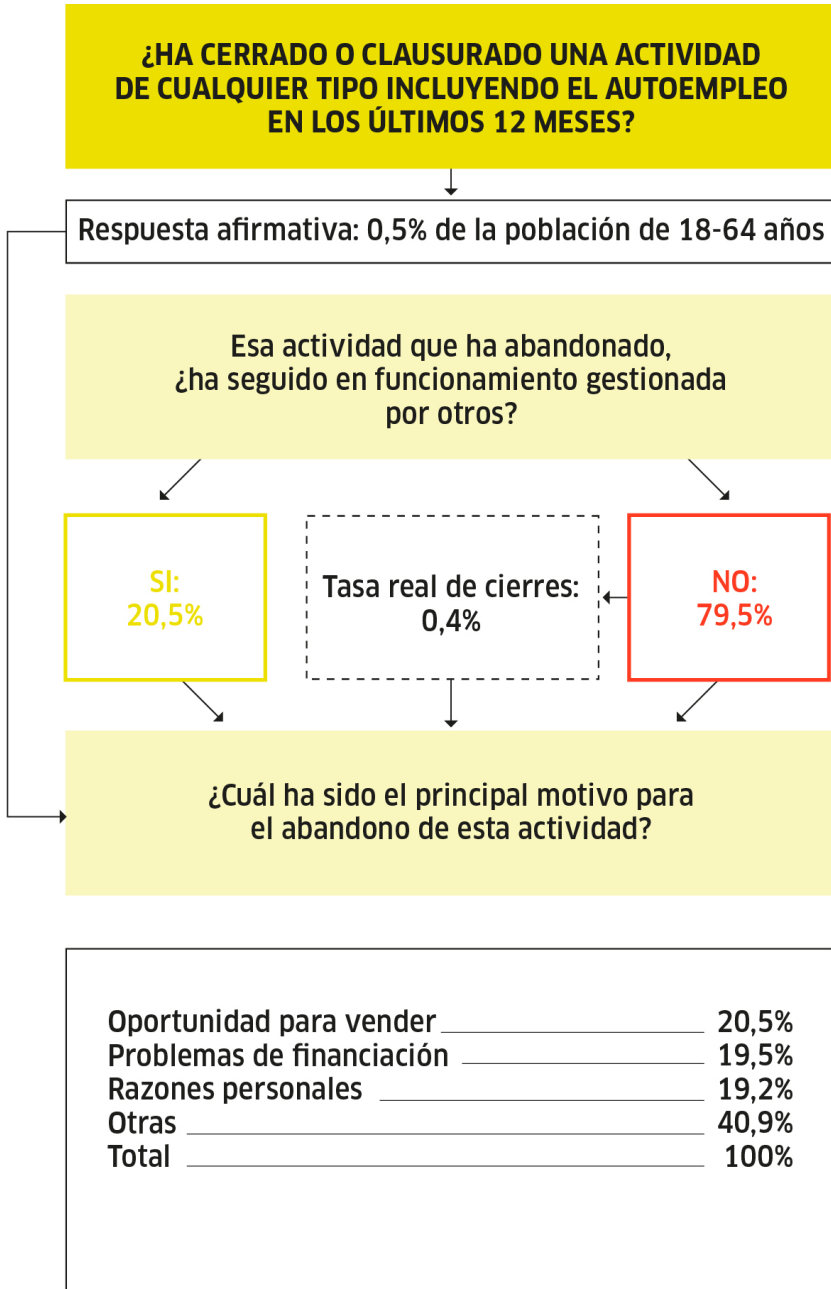 ¿HA CERRADO O CLAUSURADO UNA ACTIVIDAD
DE CUALQUIER TIPO INCLUYENDO EL AUTOEMPLEO
EN LOS ÚLTIMOS 12 MESES?
Respuesta afirmativa: 0,5% de la población de 18-64 años
Esa actividad que ha abandonado,
¿ha seguido en funcionamiento gestionada
por otros?
SI:
20,5%
Tasa real de cierres:
0,4%
NO:
79,5%
¿Cuál ha sido el principal motivo para
el abandono de esta actividad?
Oportunidad para vender 20,5%
Problemas de financiación 19,5%
Razones personales 19,2%
Otras 40,9%
Total 100%